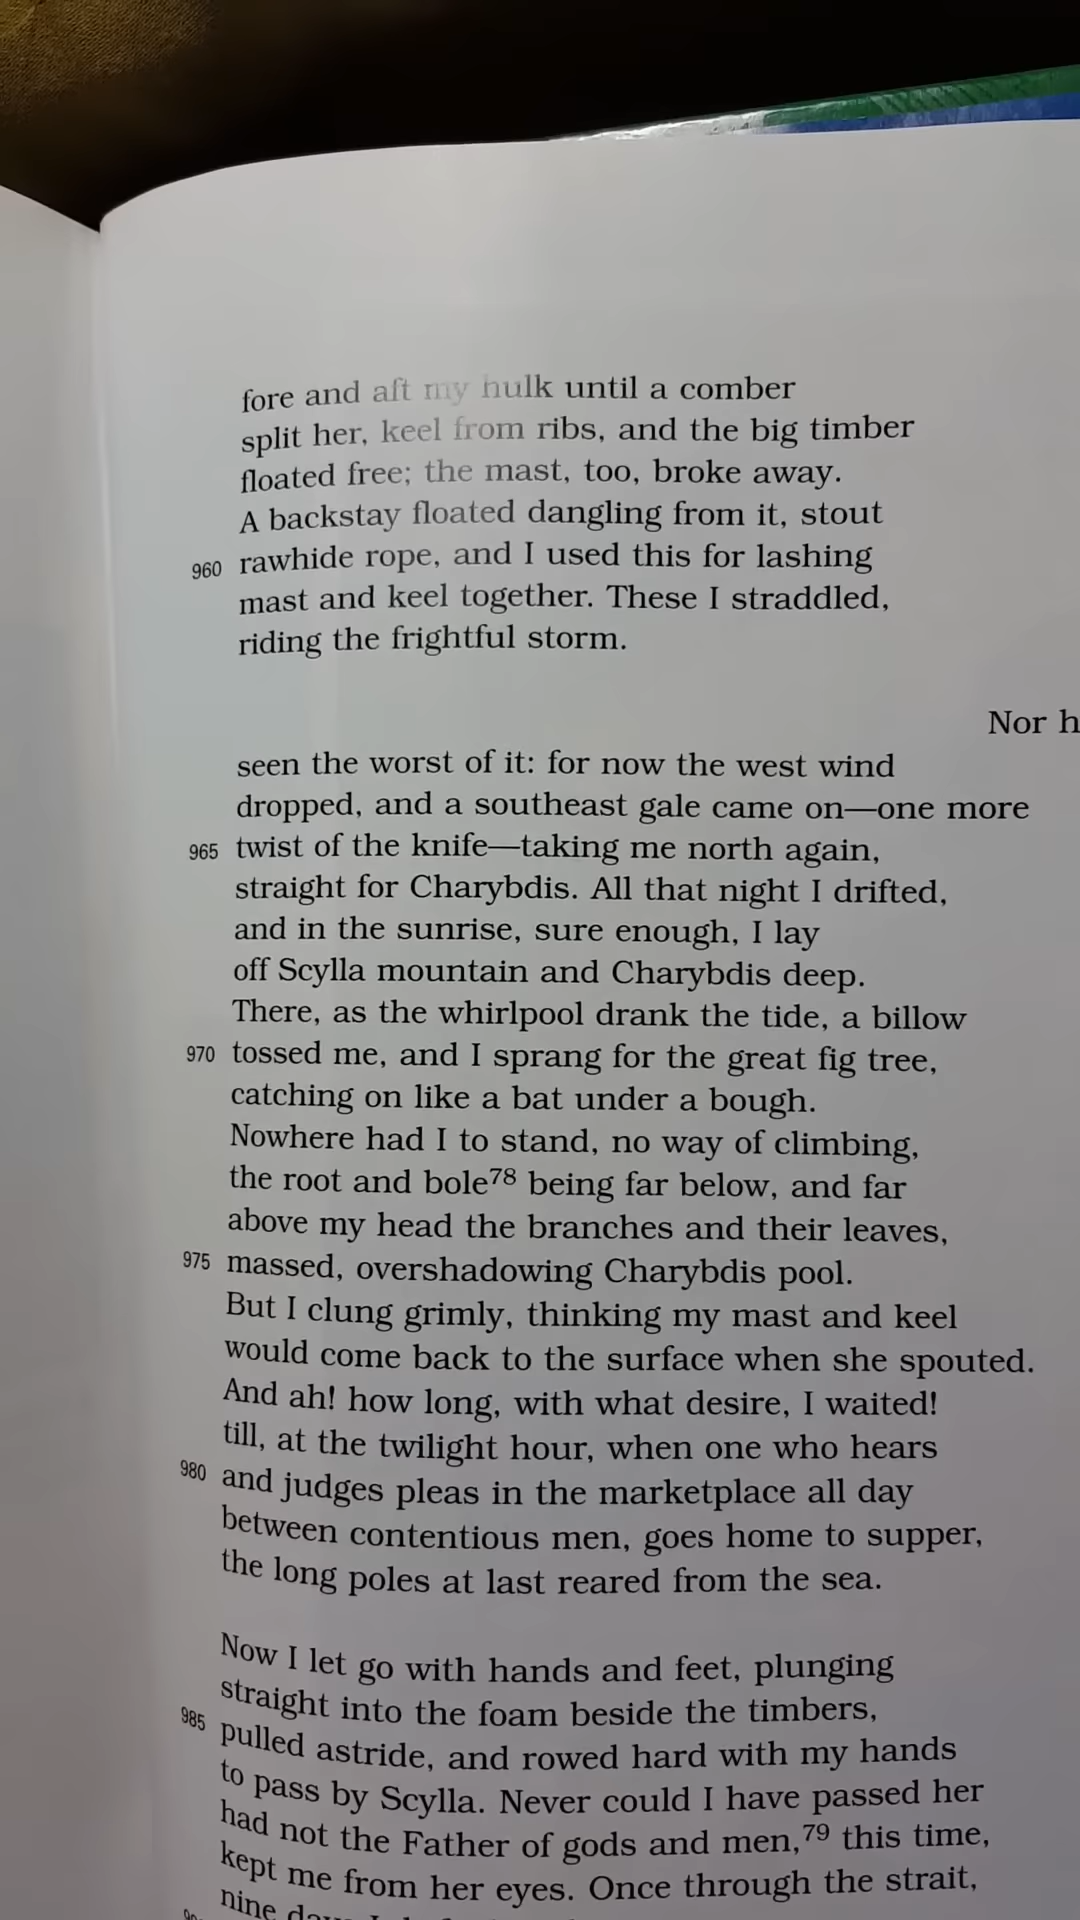 fore and aft my hulk until a comber
split her, keel from ribs, and the big timber
floated free; the mast, too, broke away.
A backstay floated dangling from it, stout
960 rawhide rope, and I used this for lashing
mast and keel together. These I straddled,
riding the frightful storm.
Nor
seen the worst of it: for now the west wind
dropped, and a southeast gale came on—one more
965 twist of the knife—taking me north again,
straight for Charybdis. All that night I drifted,
and in the sunrise, sure enough, I lay
off Scylla mountain and Charybdis deep.
There, as the whirlpool drank the tide, a billow
970 tossed me, and I sprang for the great fig tree,
catching on like a bat under a bough.
Nowhere had I to stand, no way of climbing,
the root and bole78 being far below, and far
above my head the branches and their leaves,
975 massed, overshadowing Charybdis pool.
But I clung grimly, thinking my mast and keel
would come back to the surface when she spouted.
And ah! how long, with what desire, I waited!
till, at the twilight hour, when one who hears
980 and judges pleas in the marketplace all day
between contentious men, goes home to supper,
the long poles at last reared from the sea.
Now I let go with hands and feet, plunging
straight into the foam beside the timbers,
985 pulled astride, and rowed hard with my hands
to pass by Scylla. Never could I have passed her
had not the Father of gods and men,79 this time,
kept me from her eyes. Once through the strait,
nine